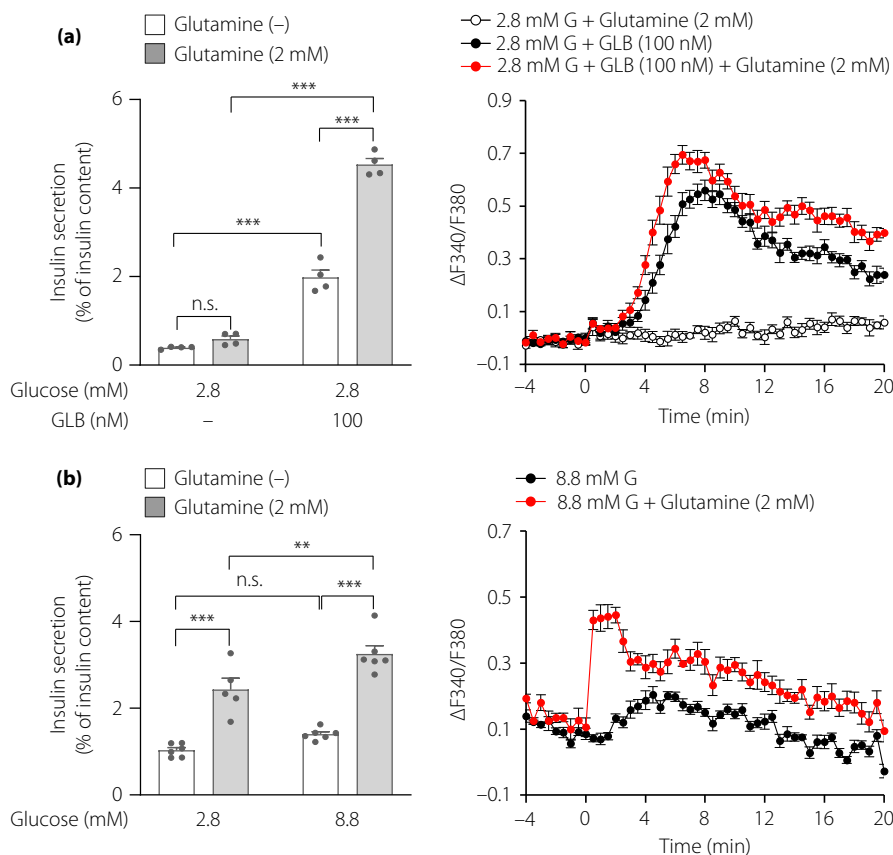 (a)
Glutamine (–)
Glutamine (2 mM)
Insulin secretion
(% of insulin content)
6
4
2
0
***
***
***
n.s.
Glucose (mM) 2.8 2.8
GLB (nM) – 100
2.8 mM G + Glutamine (2 mM)
2.8 mM G + GLB (100 nM)
2.8 mM G + GLB (100 nM) + Glutamine (2 mM)
ΔF340/F380
0.9
0.7
0.5
0.3
0.1
–0.1
–4 0 4 8 12 16 20
Time (min)
(b)
Glutamine (–)
Glutamine (2 mM)
Insulin secretion
(% of insulin content)
6
4
2
0
**
n.s.
***
***
Glucose (mM) 2.8 8.8
8.8 mM G
8.8 mM G + Glutamine (2 mM)
ΔF340/F380
0.7
0.5
0.3
0.1
–0.1
–4 0 4 8 12 16 20
Time (min)